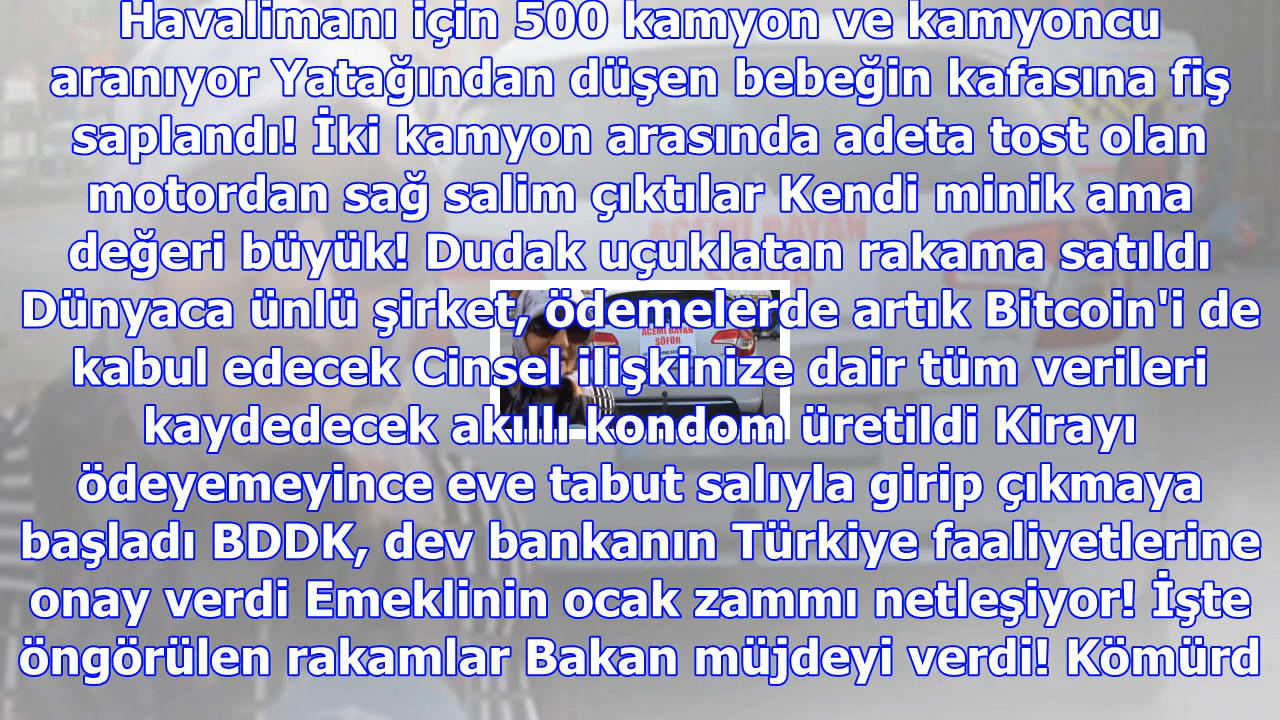 Havalimanı için 500 kamyon ve kamyoncu
aranıyor Yatağından düşen bebeğin kafasına fiş
saplandı! İki kamyon arasında adeta tost olan
motordan sağ salim çıktılar Kendi minik ama
değeri büyük! Dudak uçuklatan rakama satıldı
Dünyaca ünlü şirket, ödemelerde artık Bitcoin'i de
kabul edecek Cinsel ilişkinize dair tüm verileri
kaydedecek akıllı kondom üretildi Kirayı
ödeyemeyince eve tabut salıyla girip çıkmaya
başladı BDDK, dev bankanın Türkiye faaliyetlerine
onay verdi Emeklinin ocak zammı netleşiyor! İşte
öngörülen rakamlar Bakan müjdeyi verdi! Kömürd
ACEMİ BAYAN
ŞÖFÖR